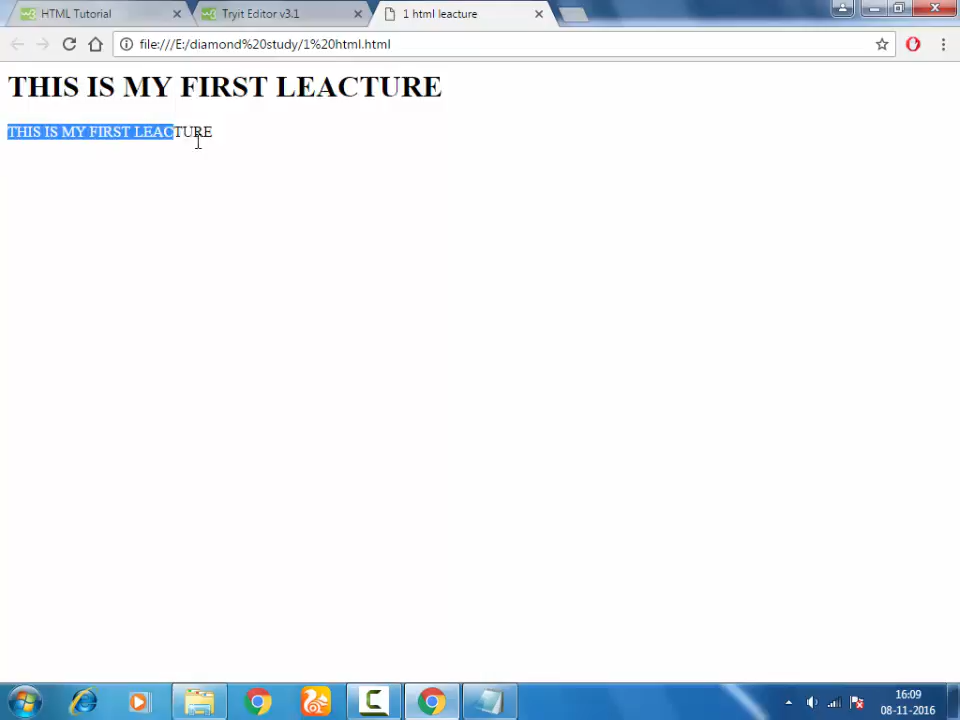 HTML Tutorial
Tryit Editor v3.1
1 html leacture
file:///E:/diamond%20study/1%20html.html
THIS IS MY FIRST LEACTURE
THIS IS MY FIRST LEACTURE
16:09
08-11-2016